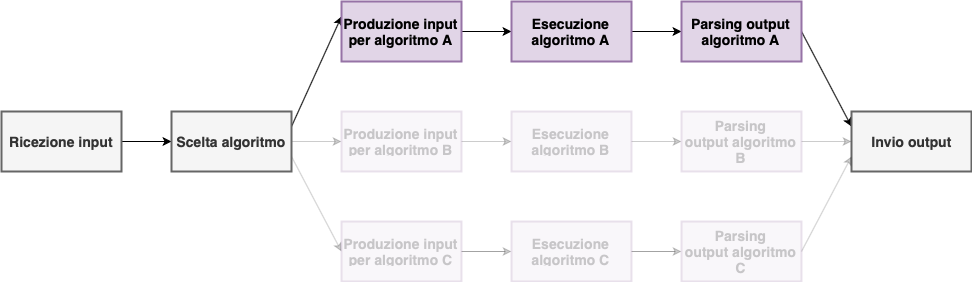 Produzione input
per algoritmo A
Esecuzione
algoritmo A
Parsing output
algoritmo A
Ricezione input
Scelta algoritmo
Produzione input
per algoritmo B
Esecuzione
algoritmo B
Parsing
output algoritmo
B
Invio output
Produzione input
per algoritmo C
Esecuzione
algoritmo C
Parsing
output algoritmo
C